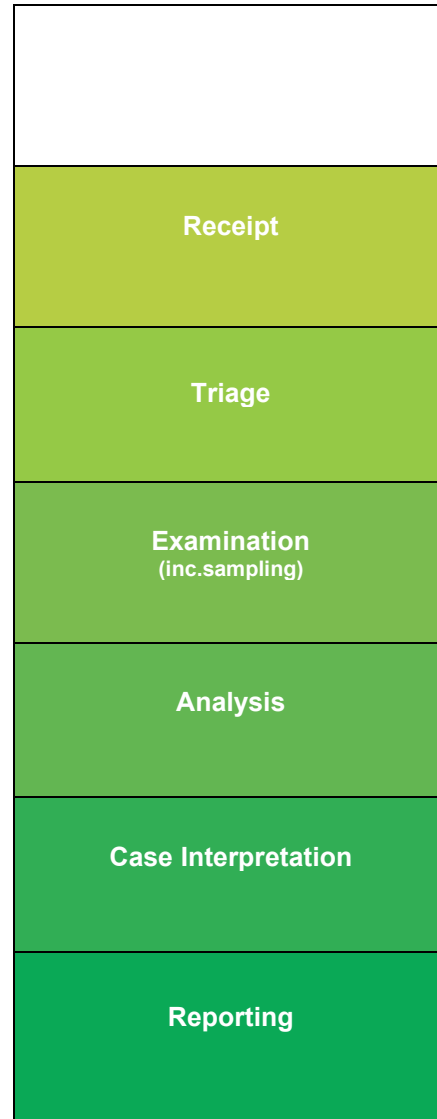 Receipt
Triage
Examination
(inc.sampling)
Analysis
Case Interpretation
Reporting